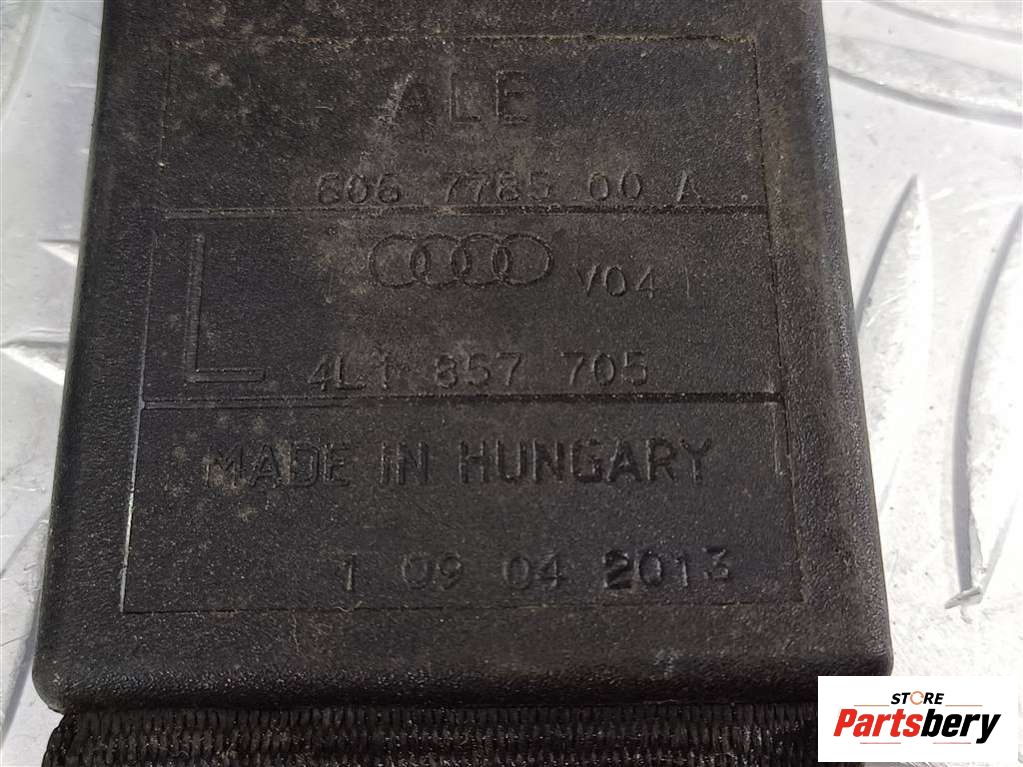 ALE
606 7785 00 A
V04
L
4L1 857 705
MADE IN HUNGARY
1 09 04 2013
STORE
Partsbery